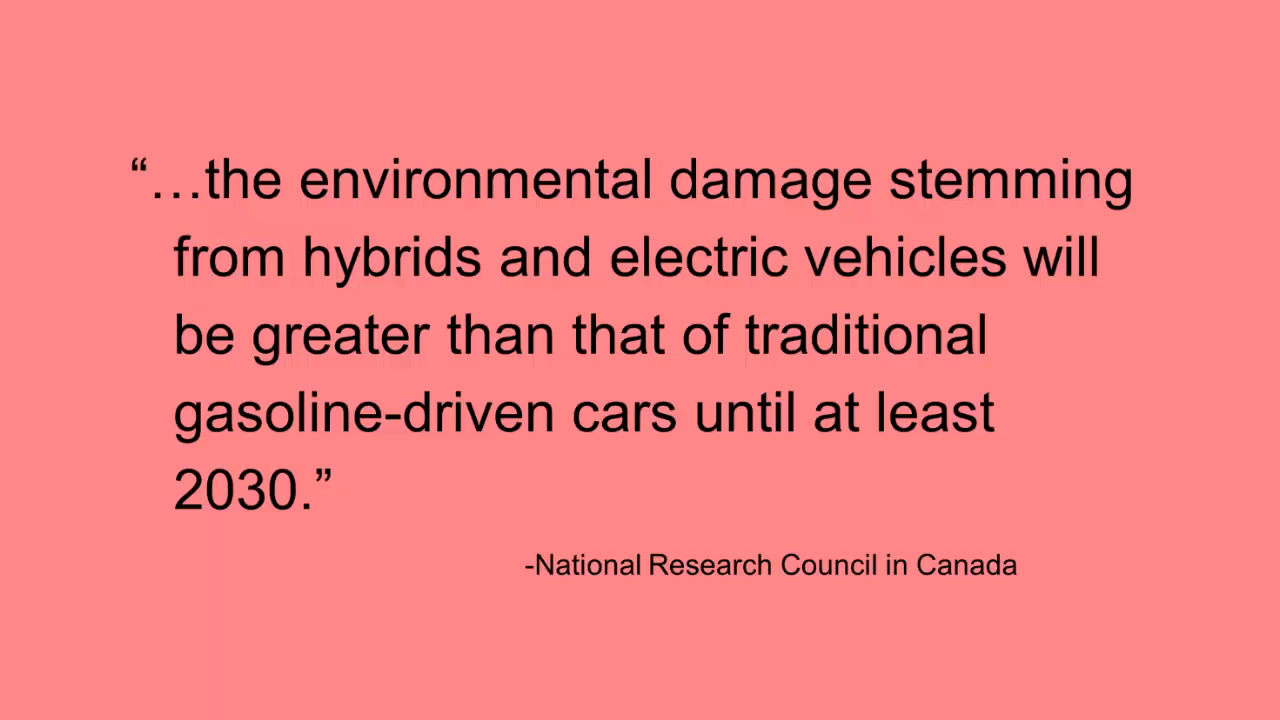 “…the environmental damage stemming
from hybrids and electric vehicles will
be greater than that of traditional
gasoline-driven cars until at least
2030.”
-National Research Council in Canada